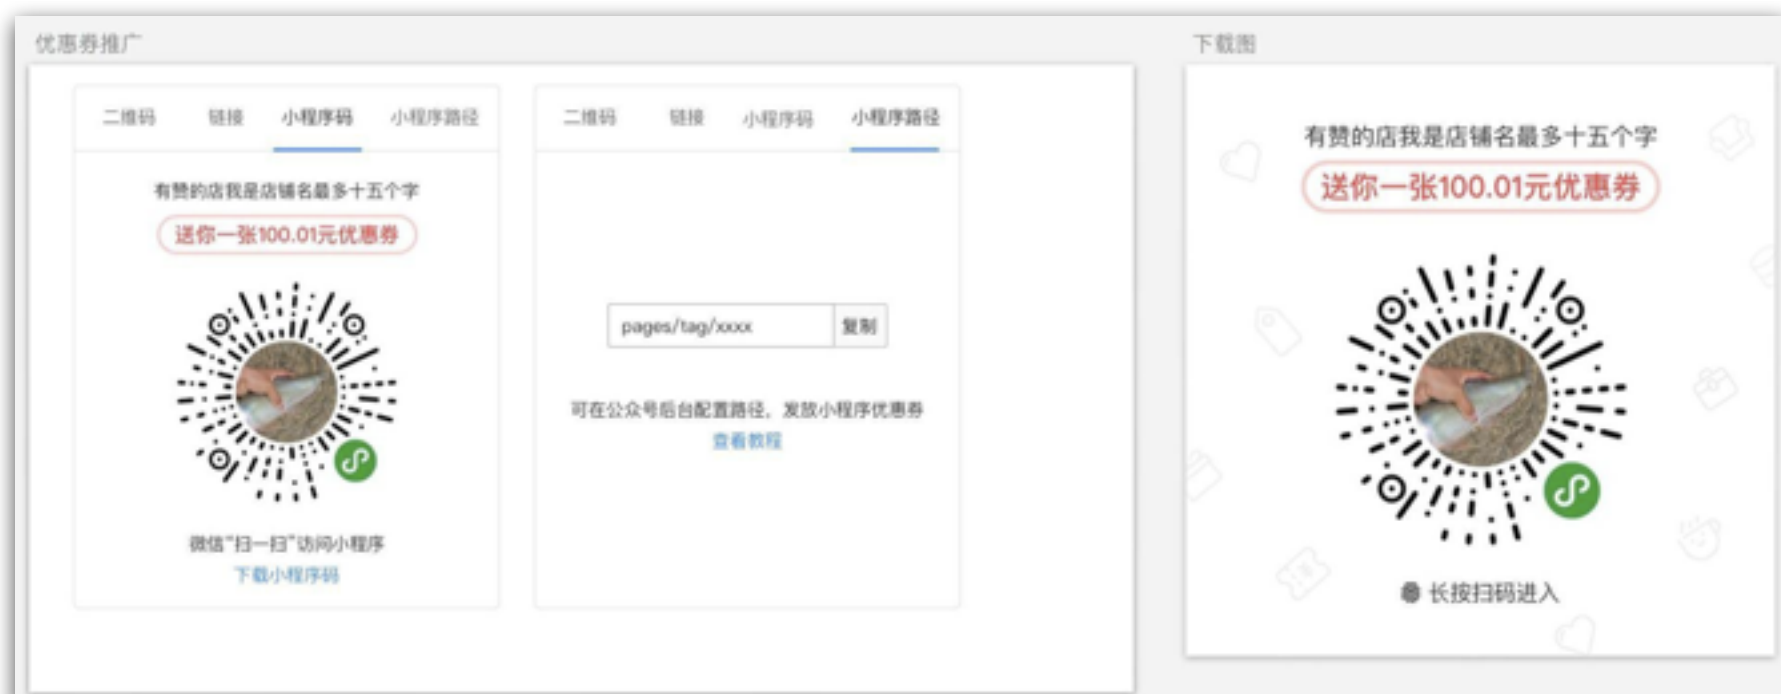 优惠券推广
二维码 链接 小程序码 小程序路径
有赞的店我是店铺名最多十五个字
送你一张100.01元优惠券
微信“扫一扫”访问小程序
下载小程序码
二维码 链接 小程序码 小程序路径
pages/tag/xxxx 复制
可在公众号后台配置路径，发放小程序优惠券
查看教程
下载图
有赞的店我是店铺名最多十五个字
送你一张100.01元优惠券
长按扫码进入